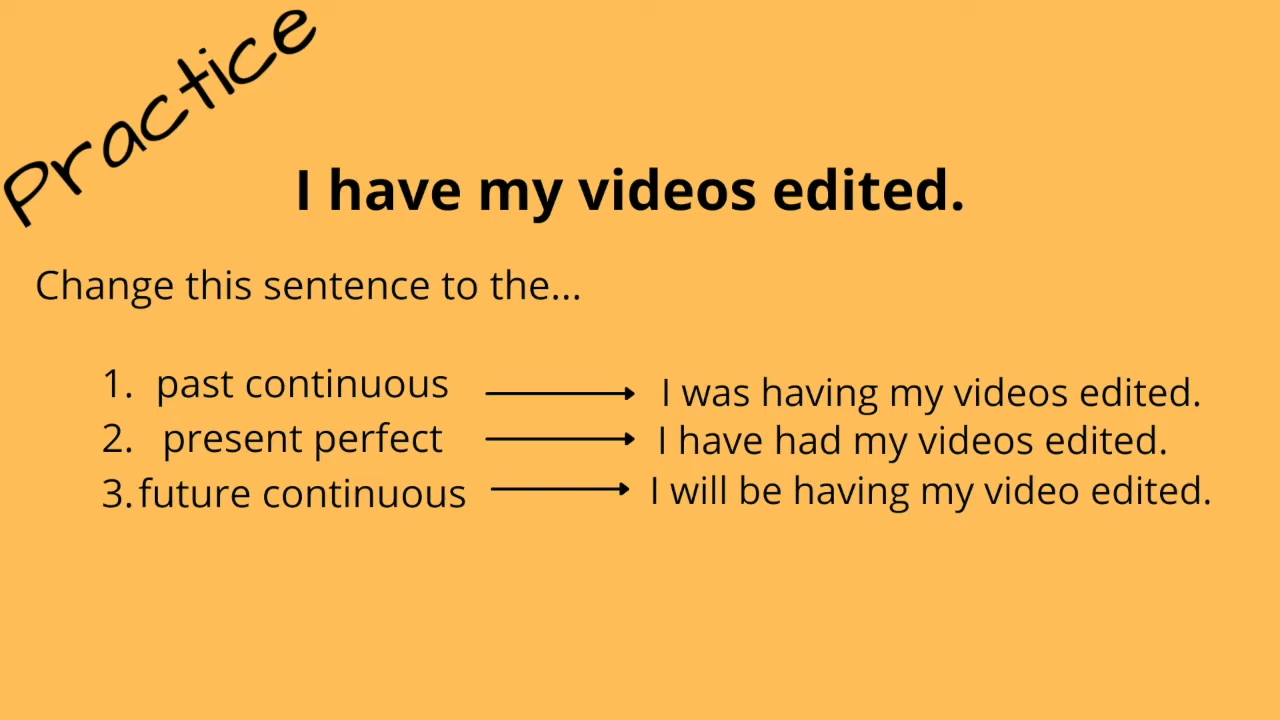 Practice
I have my videos edited.
Change this sentence to the...
1. past continuous I was having my videos edited.
2. present perfect I have had my videos edited.
3. future continuous I will be having my video edited.